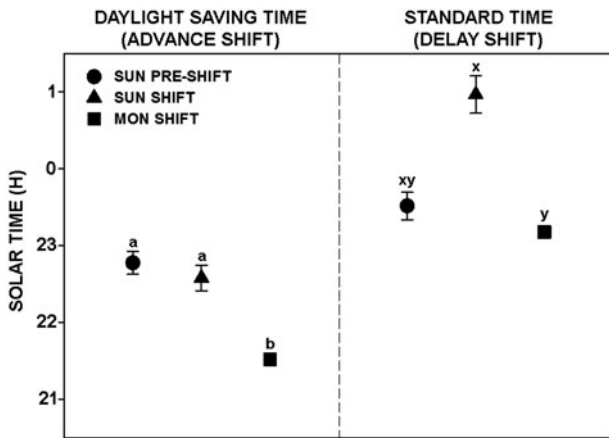 DAYLIGHT SAVING TIME
(ADVANCE SHIFT)
STANDARD TIME
(DELAY SHIFT)
SUN PRE-SHIFT
SUN SHIFT
MON SHIFT
SOLAR TIME (H)
1
0
23
22
21
a
a
b
xy
x
y